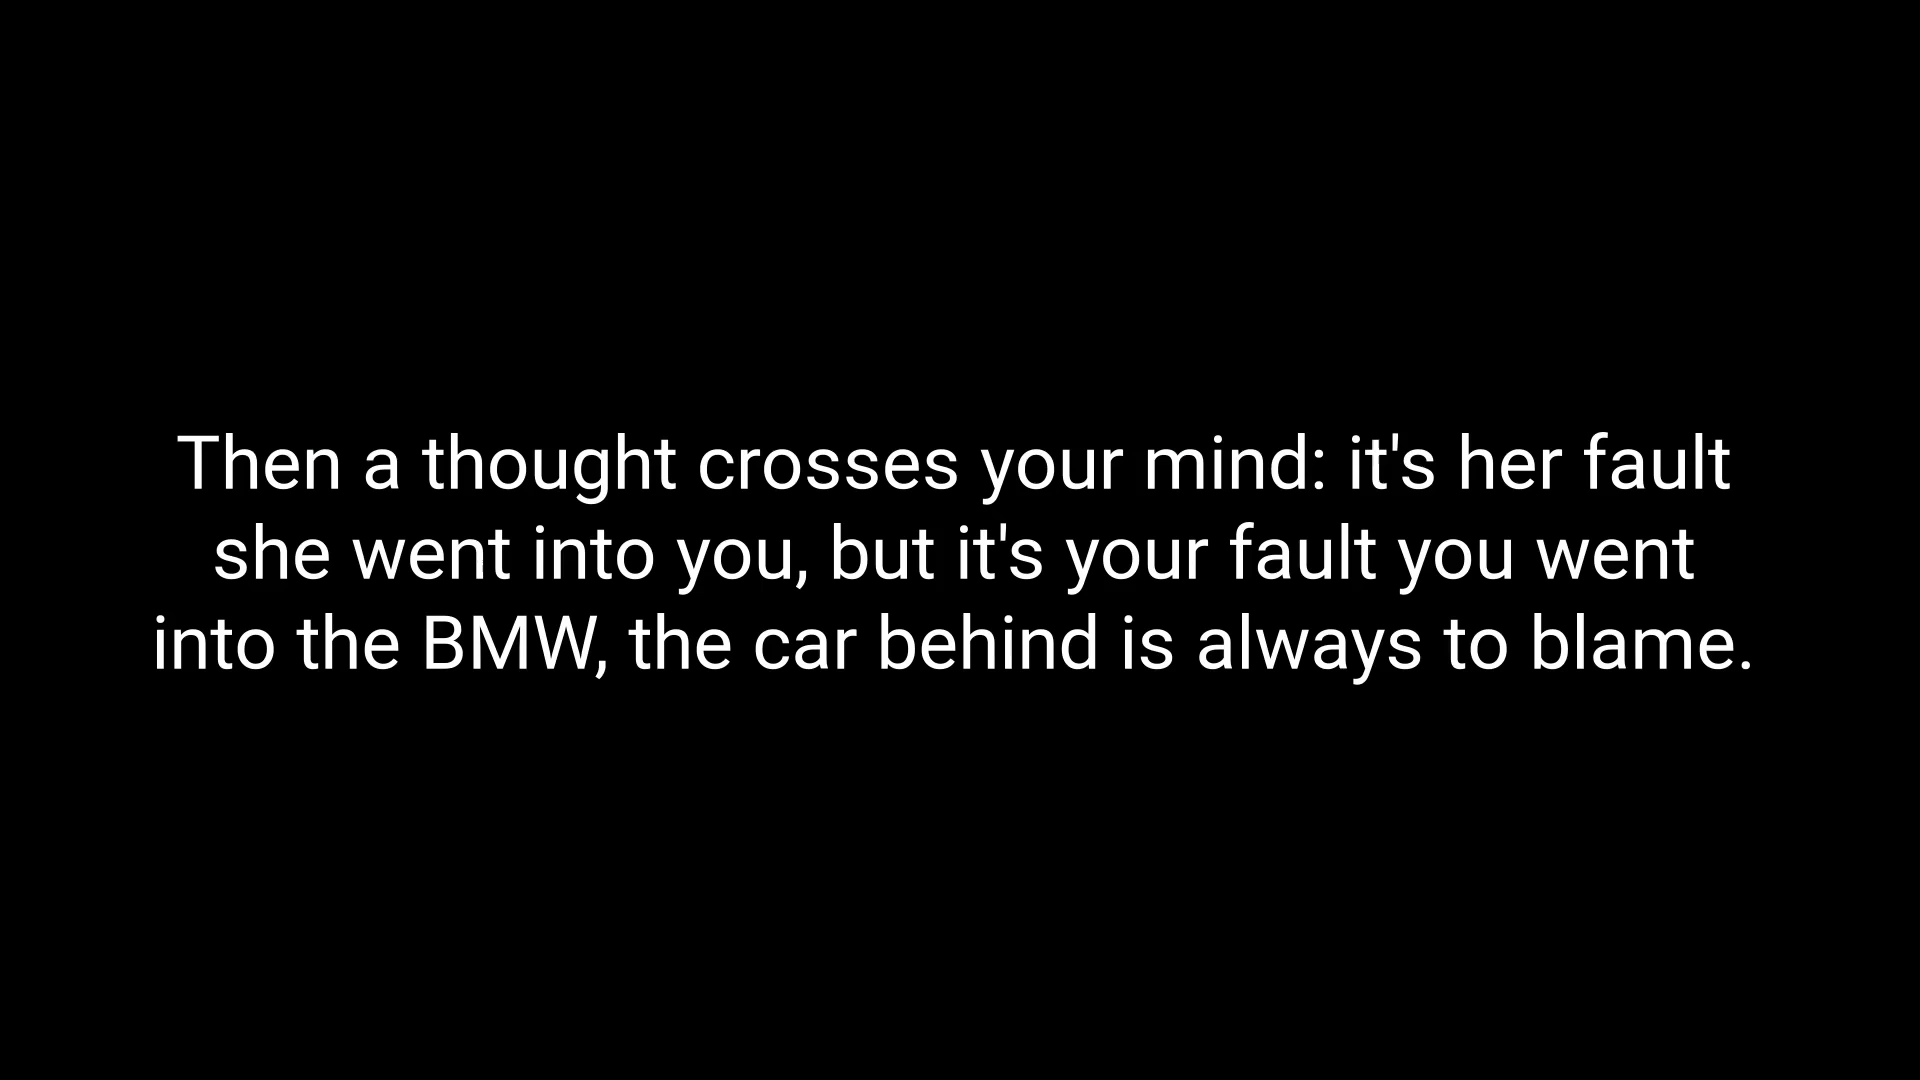 Then a thought crosses your mind: it's her fault
she went into you, but it's your fault you went
into the BMW, the car behind is always to blame.